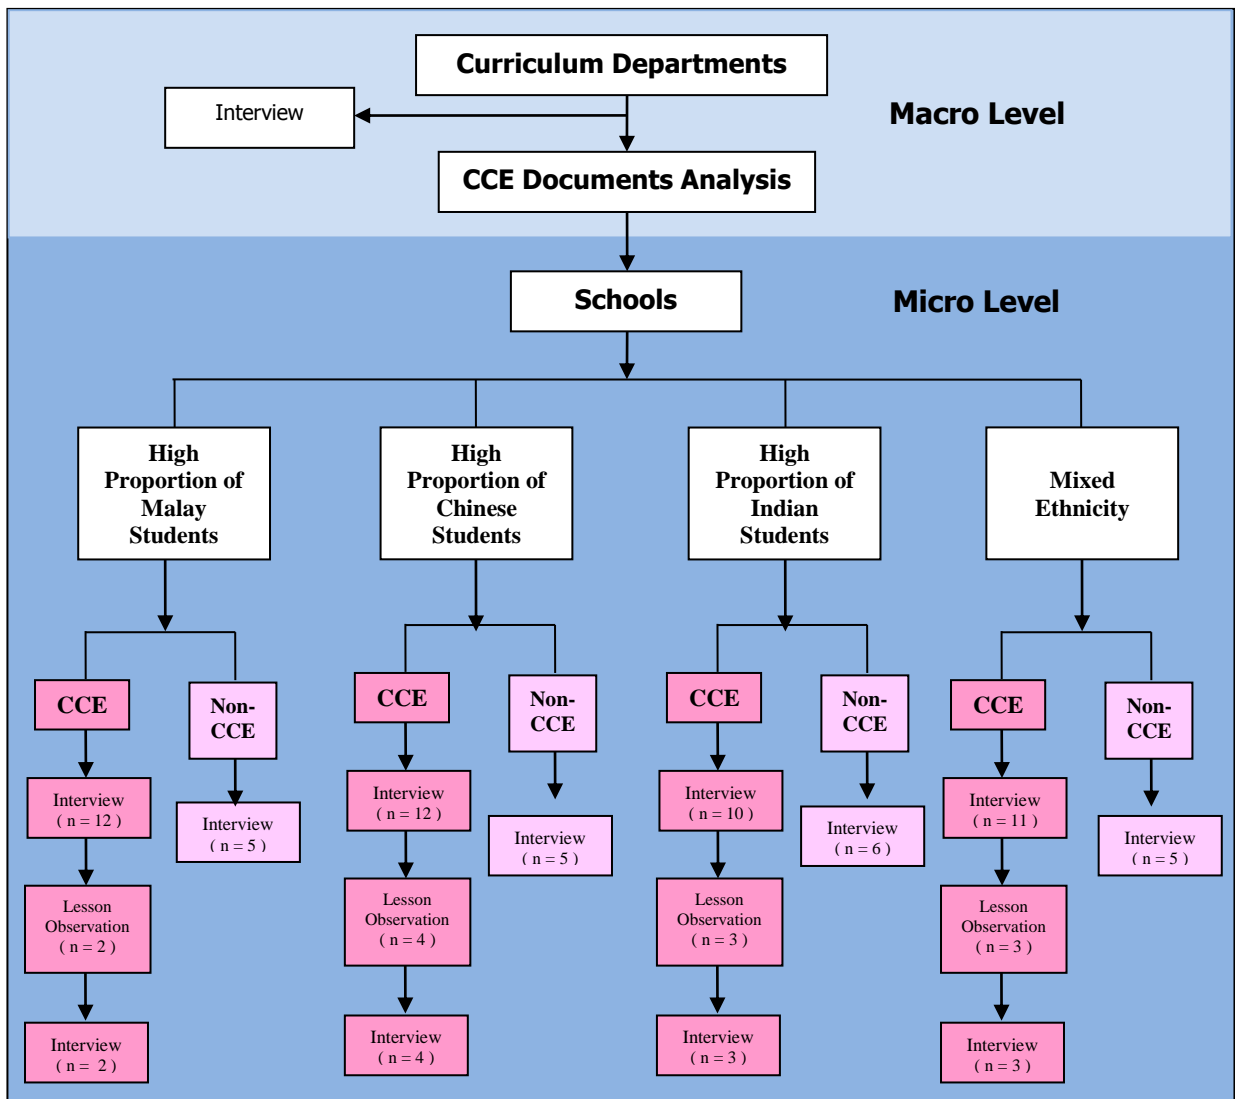 Curriculum Departments
Interview
Macro Level
CCE Documents Analysis
Schools
Micro Level
High
Proportion of
Malay
Students
High
Proportion of
Chinese
Students
High
Proportion of
Indian
Students
Mixed
Ethnicity
CCE
Non-
CCE
CCE
Non-
CCE
CCE
Non-
CCE
CCE
Non-
CCE
Interview
( n = 12 )
Interview
( n = 5 )
Interview
( n = 12 )
Interview
( n = 5 )
Interview
( n = 10 )
Interview
( n = 6 )
Interview
( n = 11 )
Interview
( n = 5 )
Lesson
Observation
( n = 2 )
Lesson
Observation
( n = 4 )
Lesson
Observation
( n = 3 )
Lesson
Observation
( n = 3 )
Interview
( n =  2 )
Interview
( n = 4 )
Interview
( n = 3 )
Interview
( n = 3 )